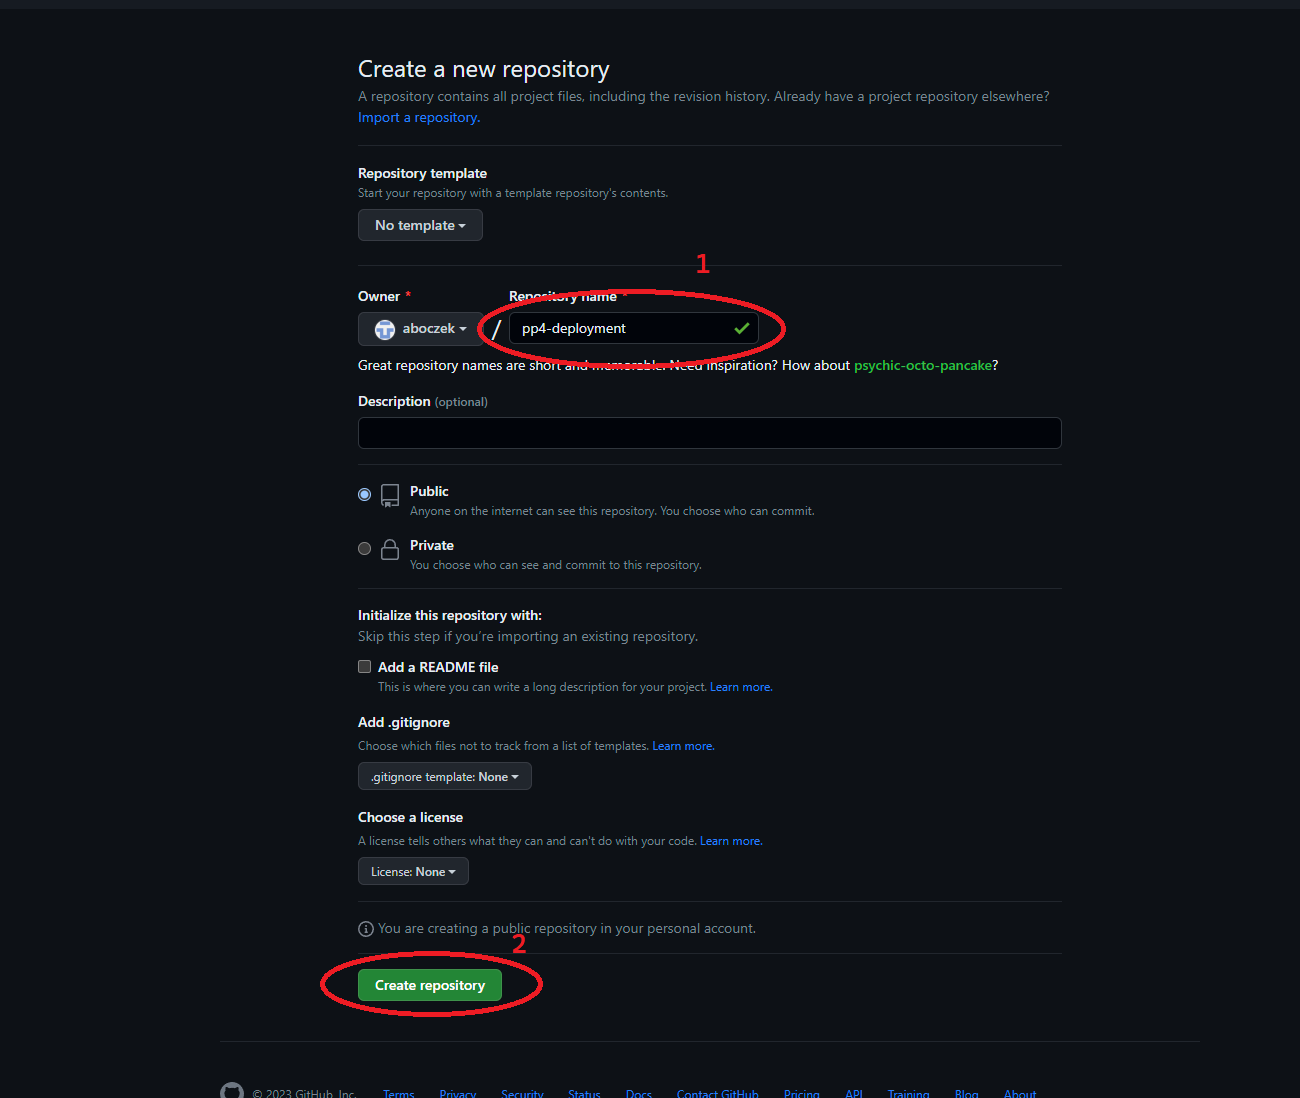 Create a new repository
A repository contains all project files, including the revision history. Already have a project repository elsewhere?
Import a repository.
Repository template
Start your repository with a template repository's contents.
No template
1
Owner * Repository name *
aboczek / pp4-deployment
Great repository names are short and memorable. Need inspiration? How about psychic-octo-pancake?
Description (optional)
Public
Anyone on the internet can see this repository. You choose who can commit.
Private
You choose who can see and commit to this repository.
Initialize this repository with:
Skip this step if you're importing an existing repository.
Add a README file
This is where you can write a long description for your project. Learn more.
Add .gitignore
Choose which files not to track from a list of templates. Learn more.
.gitignore template: None
Choose a license
A license tells others what they can and can't do with your code. Learn more.
License: None
You are creating a public repository in your personal account.
2
Create repository
© 2023 GitHub, Inc. Terms Privacy Security Status Docs Contact GitHub Pricing API Training Blog About